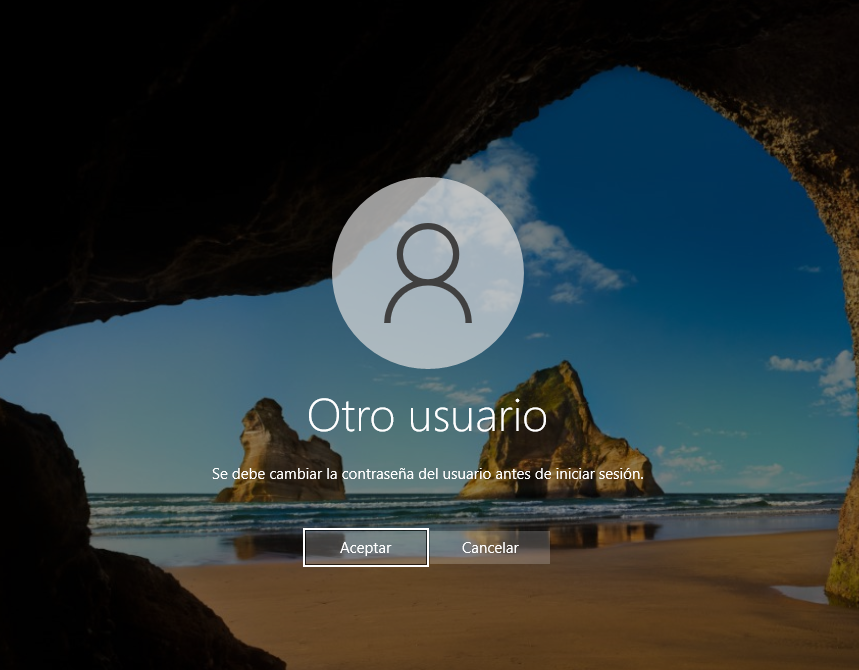 Otro usuario
Se debe cambiar la contraseña del usuario antes de iniciar sesión.
Aceptar
Cancelar